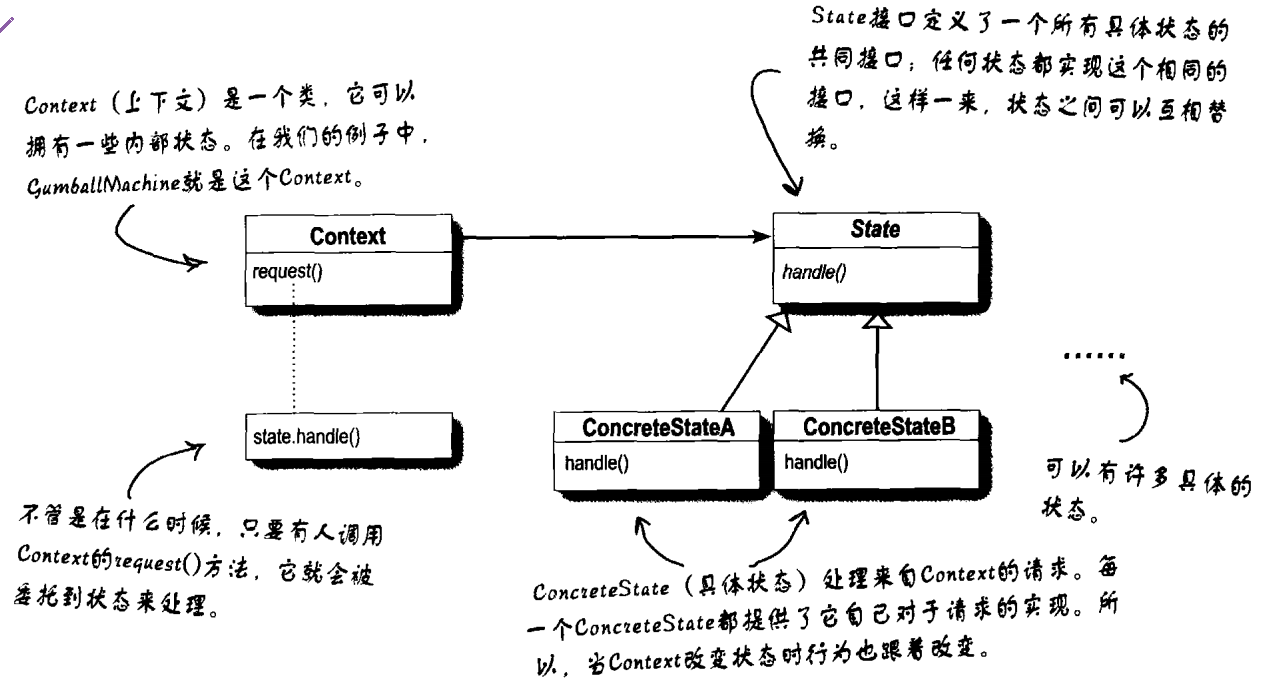 State接口定义了一个所有具体状态的
共同接口；任何状态都实现这个相同的
接口，这样一来，状态之间可以互相替
换。
Context（上下文）是一个类，它可以
拥有一些内部状态。在我们的例子中，
GumballMachine就是这个Context。
Context
request()
State
handle()
......
state.handle()
ConcreteStateA
handle()
ConcreteStateB
handle()
可以有许多具体的
状态。
不管是在什么时候，只要有人调用
Context的request()方法，它就会被
委托到状态来处理。
ConcreteState（具体状态）处理来自Context的请求。每
一个ConcreteState都提供了它自己对于请求的实现。所
以，当Context改变状态时行为也跟着改变。